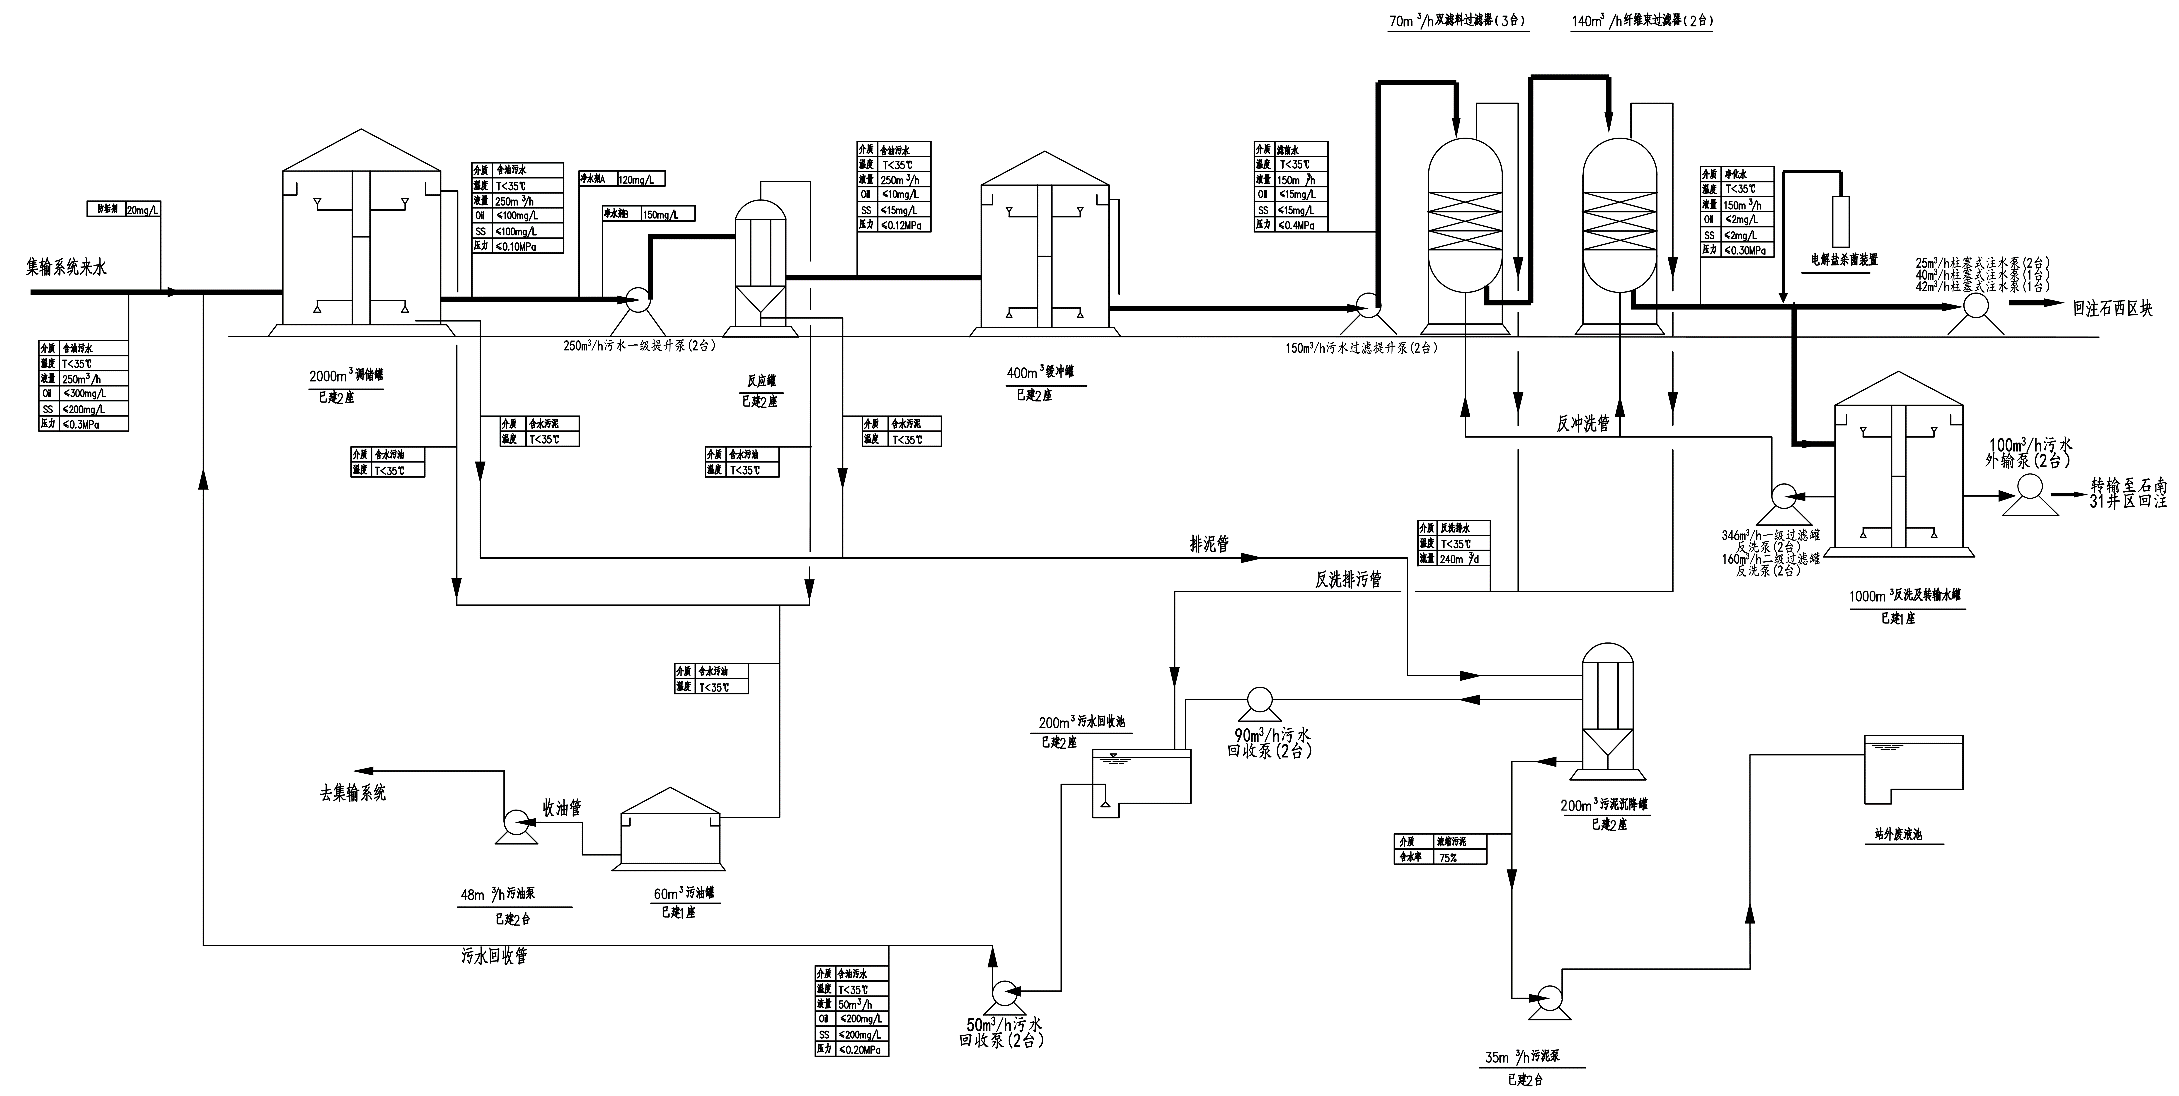 70m³/h双滤料过滤器(3台)
140m³/h纤维束过滤器(2台)
介质 含油污水
温度 T<35℃
液量 250m³/h
Oil ≤100mg/L
SS ≤100mg/L
压力 ≤0.10MPa
净水剂A 120mg/L
净水剂B 150mg/L
介质 含油污水
温度 T<35℃
液量 250m³/h
Oil ≤10mg/L
SS ≤15mg/L
压力 ≤0.12MPa
介质 滤前水
温度 T<35℃
液量 150m³/h
Oil ≤15mg/L
SS ≤15mg/L
压力 ≤0.4MPa
介质 净化水
温度 T<35℃
液量 150m³/h
Oil ≤2mg/L
SS ≤2mg/L
压力 ≤0.30MPa
防垢剂 20mg/L
集输系统来水
电解盐杀菌装置
25m³/h柱塞式注水泵(2台)
40m³/h柱塞式注水泵(1台)
42m³/h柱塞式注水泵(1台)
回注石西区块
介质 含油污水
温度 T<35℃
液量 250m³/h
Oil ≤300mg/L
SS ≤200mg/L
压力 ≤0.3MPa
2000m³调储罐
已建2座
250m³/h污水一级提升泵(2台)
反应罐
已建2座
400m³缓冲罐
已建2座
150m³/h污水过滤提升泵(2台)
介质 含水污泥
温度 T<35℃
介质 含水污泥
温度 T<35℃
介质 含水污油
温度 T<35℃
介质 含水污油
温度 T<35℃
反冲洗管
100m³/h污水
外输泵(2台)
转输至石南
31井区回注
346m³/h一级过滤罐
反洗泵(2台)
160m³/h二级过滤罐
反洗泵(2台)
1000m³反洗及转输水罐
已建1座
排泥管
介质 反洗排水
温度 T<35℃
流量 240m³/d
反洗排污管
介质 含水污油
温度 T<35℃
200m³污水回收池
已建2座
90m³/h污水
回收泵(2台)
200m³污泥沉降罐
已建2座
站外废液池
介质 浓缩污泥
含水率 75%
去集输系统
收油管
48m³/h污油泵
已建2台
60m³污油罐
已建1座
污水回收管
介质 含油污水
温度 T<35℃
液量 50m³/h
Oil ≤200mg/L
SS ≤200mg/L
压力 ≤0.20MPa
50m³/h污水
回收泵(2台)
35m³/h污泥泵
已建2台